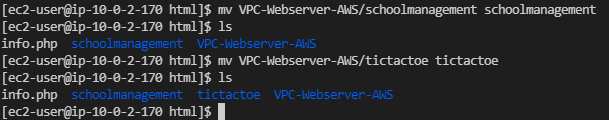 [ec2-user@ip-10-0-2-170 html]$ mv VPC-Webserver-AWS/schoolmanagement schoolmanagement
[ec2-user@ip-10-0-2-170 html]$ ls
info.php  schoolmanagement  VPC-Webserver-AWS
[ec2-user@ip-10-0-2-170 html]$ mv VPC-Webserver-AWS/tictactoe tictactoe
[ec2-user@ip-10-0-2-170 html]$ ls
info.php  schoolmanagement  tictactoe  VPC-Webserver-AWS
[ec2-user@ip-10-0-2-170 html]$